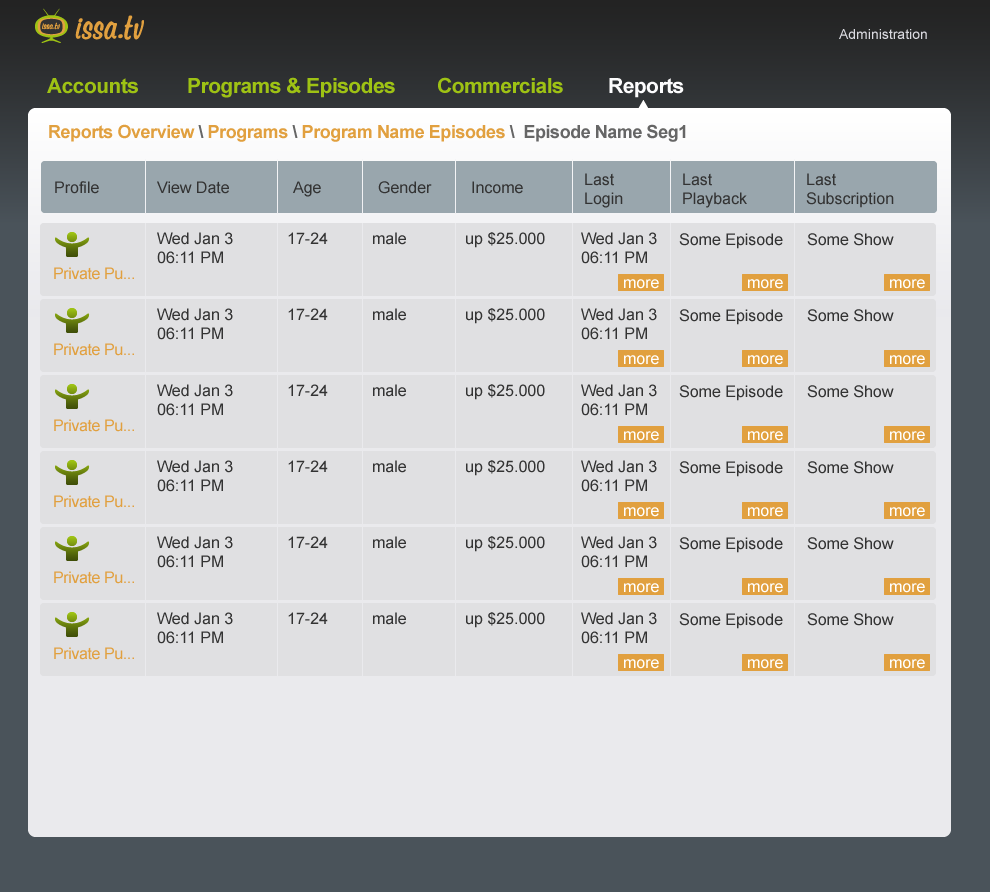 issa.tv issa.tv
Administration
Accounts Programs & Episodes Commercials Reports
Reports Overview \ Programs \ Program Name Episodes \ Episode Name Seg1
Profile View Date Age Gender Income Last Login Last Playback Last Subscription
Wed Jan 3 17-24 male up $25.000 Wed Jan 3 Some Episode Some Show
06:11 PM 06:11 PM
Private Pu... more more more
Wed Jan 3 17-24 male up $25.000 Wed Jan 3 Some Episode Some Show
06:11 PM 06:11 PM
Private Pu... more more more
Wed Jan 3 17-24 male up $25.000 Wed Jan 3 Some Episode Some Show
06:11 PM 06:11 PM
Private Pu... more more more
Wed Jan 3 17-24 male up $25.000 Wed Jan 3 Some Episode Some Show
06:11 PM 06:11 PM
Private Pu... more more more
Wed Jan 3 17-24 male up $25.000 Wed Jan 3 Some Episode Some Show
06:11 PM 06:11 PM
Private Pu... more more more
Wed Jan 3 17-24 male up $25.000 Wed Jan 3 Some Episode Some Show
06:11 PM 06:11 PM
Private Pu... more more more